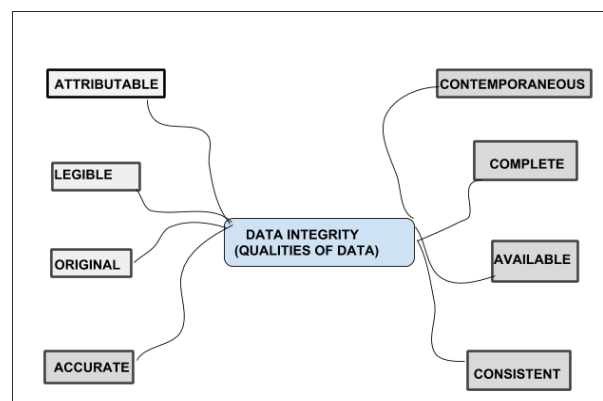 ATTRIBUTABLE
LEGIBLE
ORIGINAL
ACCURATE
DATA INTEGRITY
(QUALITIES OF DATA)
CONTEMPORANEOUS
COMPLETE
AVAILABLE
CONSISTENT